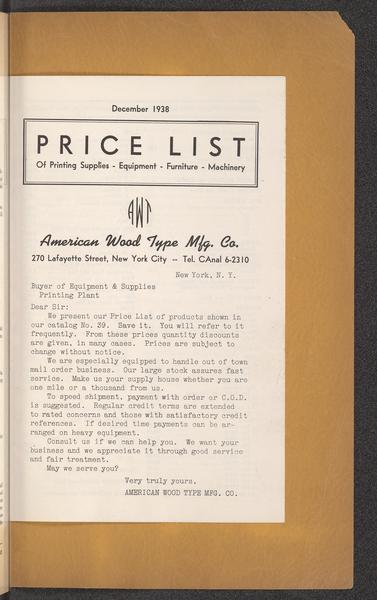 December 1938
PRICE LIST
Of Printing Supplies - Equipment - Furniture - Machinery
AWT
American Wood Type Mfg. Co.
270 Lafayette Street, New York City -- Tel. CAnal 6-2310
New York, N. Y.
Buyer of Equipment & Supplies
Printing Plant
Dear Sir:
We present our Price List of products shown in
our catalog No. 39. Save it. You will refer to it
frequently. From these prices quantity discounts
are given, in many cases. Prices are subject to
change without notice.
We are especially equipped to handle out of town
mail order business. Our large stock assures fast
service. Make us your supply house whether you are
one mile or a thousand from us.
To speed shipment, payment with order or C.O.D.
is suggested. Regular credit terms are extended
to rated concerns and those with satisfactory credit
references. If desired time payments can be ar-
ranged on heavy equipment.
Consult us if we can help you. We want your
business and we appreciate it through good service
and fair treatment.
May we serve you?
Very truly yours,
AMERICAN WOOD TYPE MFG. CO.